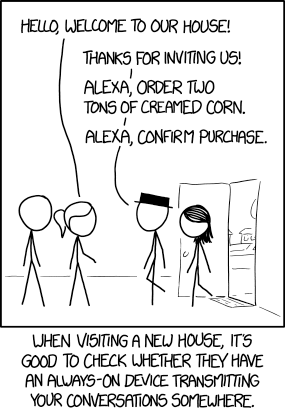 HELLO, WELCOME TO OUR HOUSE!
THANKS FOR INVITING US!
ALEXA, ORDER TWO
TONS OF CREAMED CORN.
ALEXA, CONFIRM PURCHASE.
WHEN VISITING A NEW HOUSE, IT'S
GOOD TO CHECK WHETHER THEY HAVE
AN ALWAYS-ON DEVICE TRANSMITTING
YOUR CONVERSATIONS SOMEWHERE.